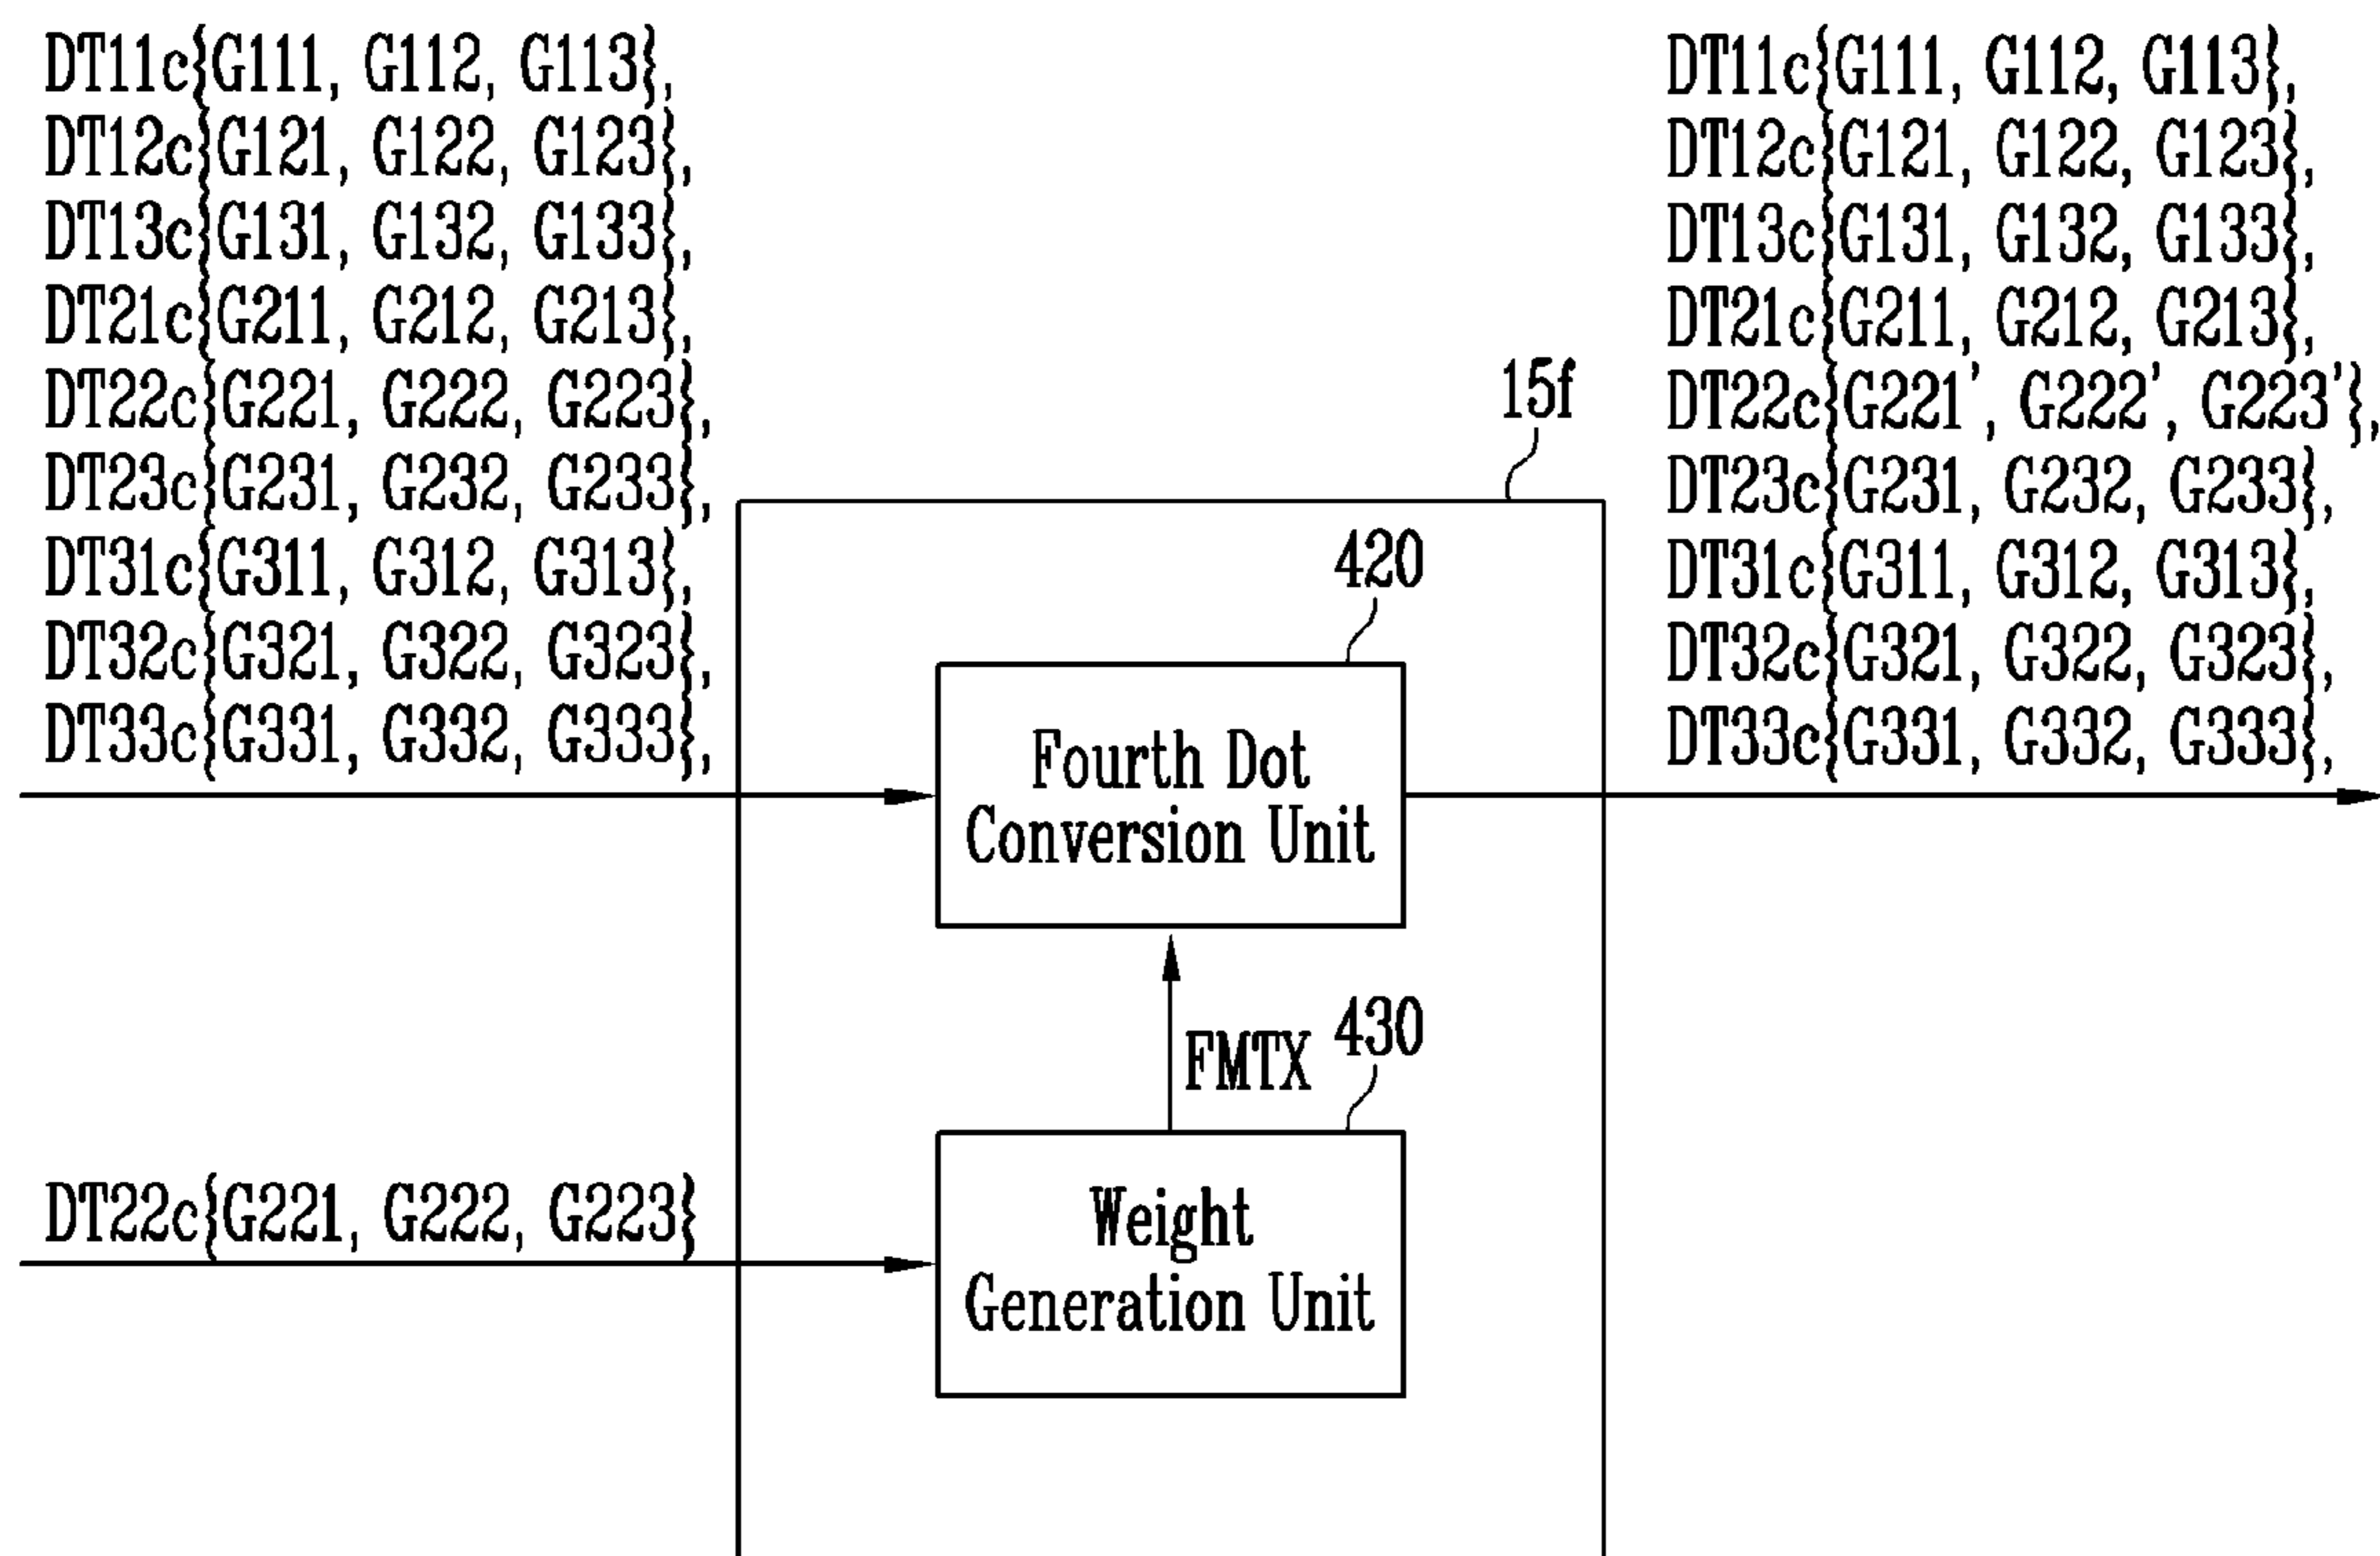 DT11c{G111, G112, G113},
DT12c{G121, G122, G123},
DT13c{G131, G132, G133},
DT21c{G211, G212, G213},
DT22c{G221, G222, G223},
DT23c{G231, G232, G233},
DT31c{G311, G312, G313},
DT32c{G321, G322, G323},
DT33c{G331, G332, G333},
DT11c{G111, G112, G113},
DT12c{G121, G122, G123},
DT13c{G131, G132, G133},
DT21c{G211, G212, G213},
DT22c{G221', G222', G223'},
DT23c{G231, G232, G233},
DT31c{G311, G312, G313},
DT32c{G321, G322, G323},
DT33c{G331, G332, G333},
15f
420
Fourth Dot
Conversion Unit
FMTX
430
DT22c{G221, G222, G223}
Weight
Generation Unit